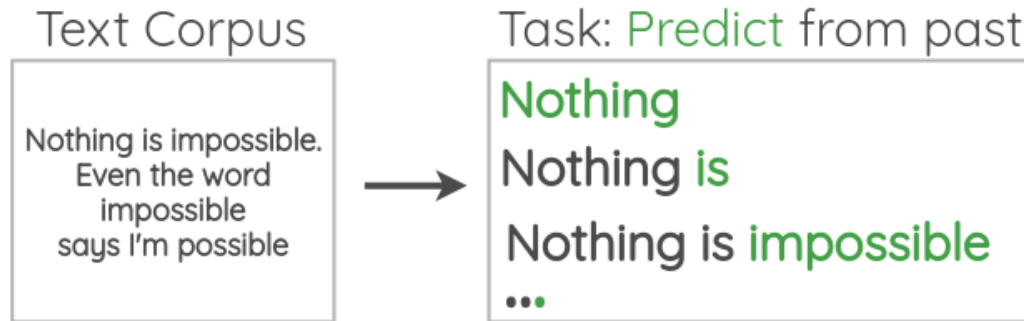 Text Corpus
Nothing is impossible.
Even the word
impossible
says I'm possible
Task: Predict from past
Nothing
Nothing is
Nothing is impossible
...